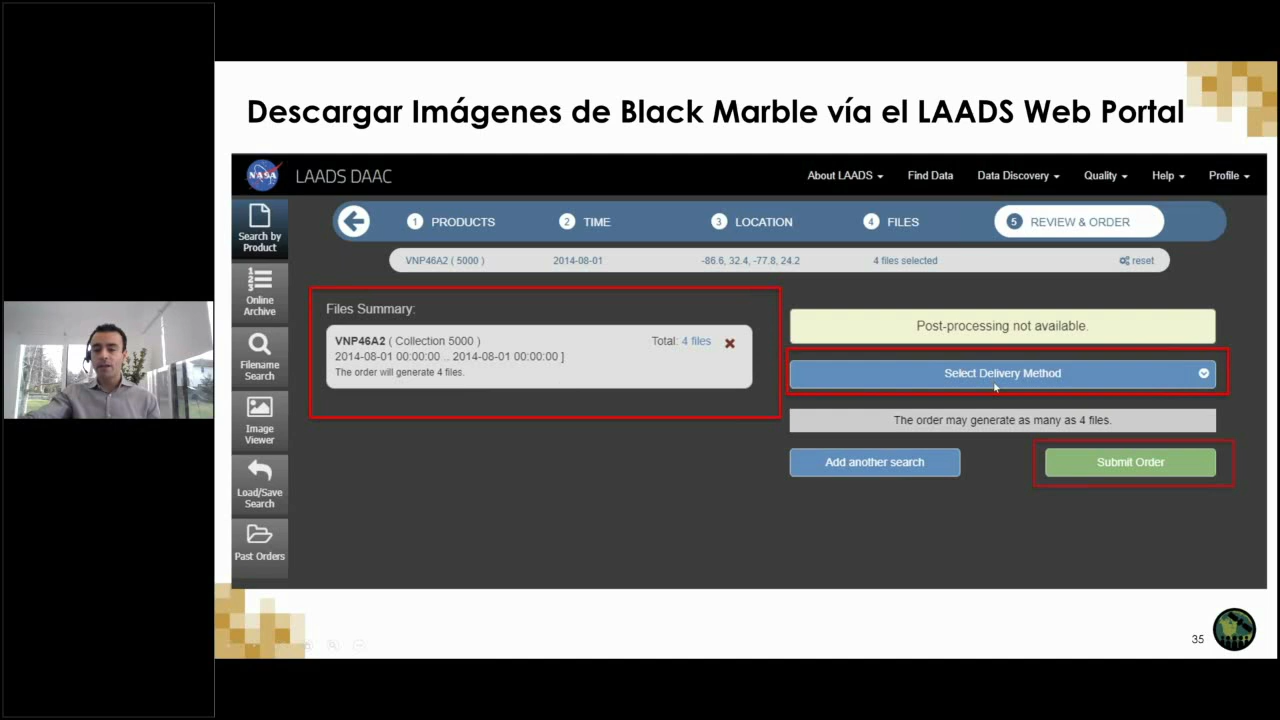 Descargar Imágenes de Black Marble vía el LAADS Web Portal
NASA
LAADS DAAC
About LAADS
Find Data
Data Discovery
Quality
Help
Profile
Search by
Product
Online
Archive
Filename
Search
Image
Viewer
Load/Save
Search
Past Orders
1 PRODUCTS
2 TIME
3 LOCATION
4 FILES
5 REVIEW & ORDER
VNP46A2 ( 5000 )
2014-08-01
-86.6, 32.4, -77.8, 24.2
4 files selected
reset
Files Summary:
VNP46A2 ( Collection 5000 )
Total: 4 files
2014-08-01 00:00:00 .. 2014-08-01 00:00:00 ]
The order will generate 4 files.
Post-processing not available.
Select Delivery Method
The order may generate as many as 4 files.
Add another search
Submit Order
35